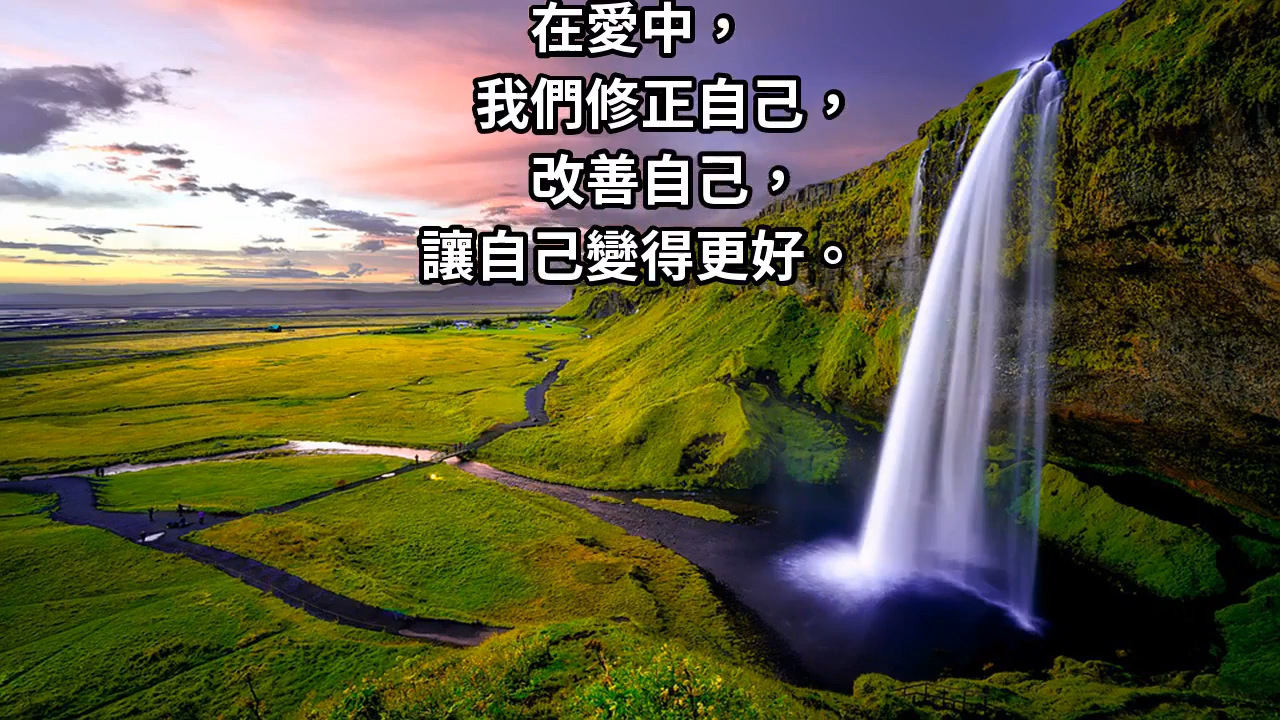 在愛中，
我們修正自己，
改善自己，
讓自己變得更好。